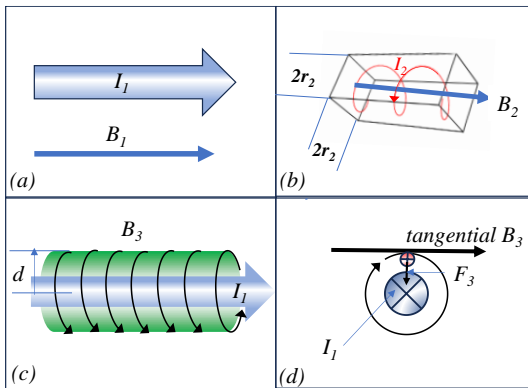 I₁
B₁
(a)
2r₂
I₂
B₂
2r₂
(b)
B₃
d
I₁
(c)
tangential B₃
F₃
I₁
(d)